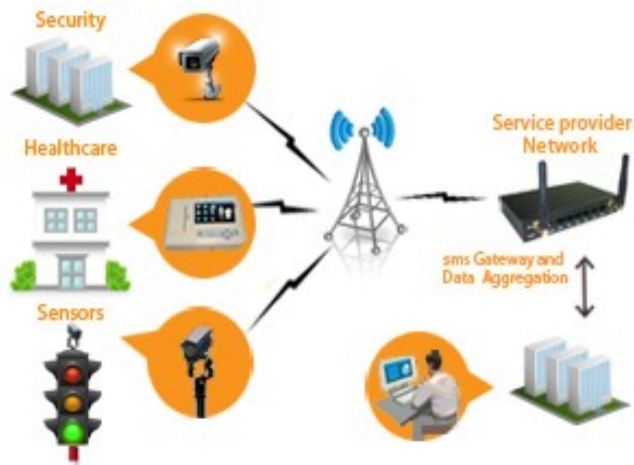 Security
Healthcare
Sensors
Service provider
Network
sms Gateway and
Data Aggregation